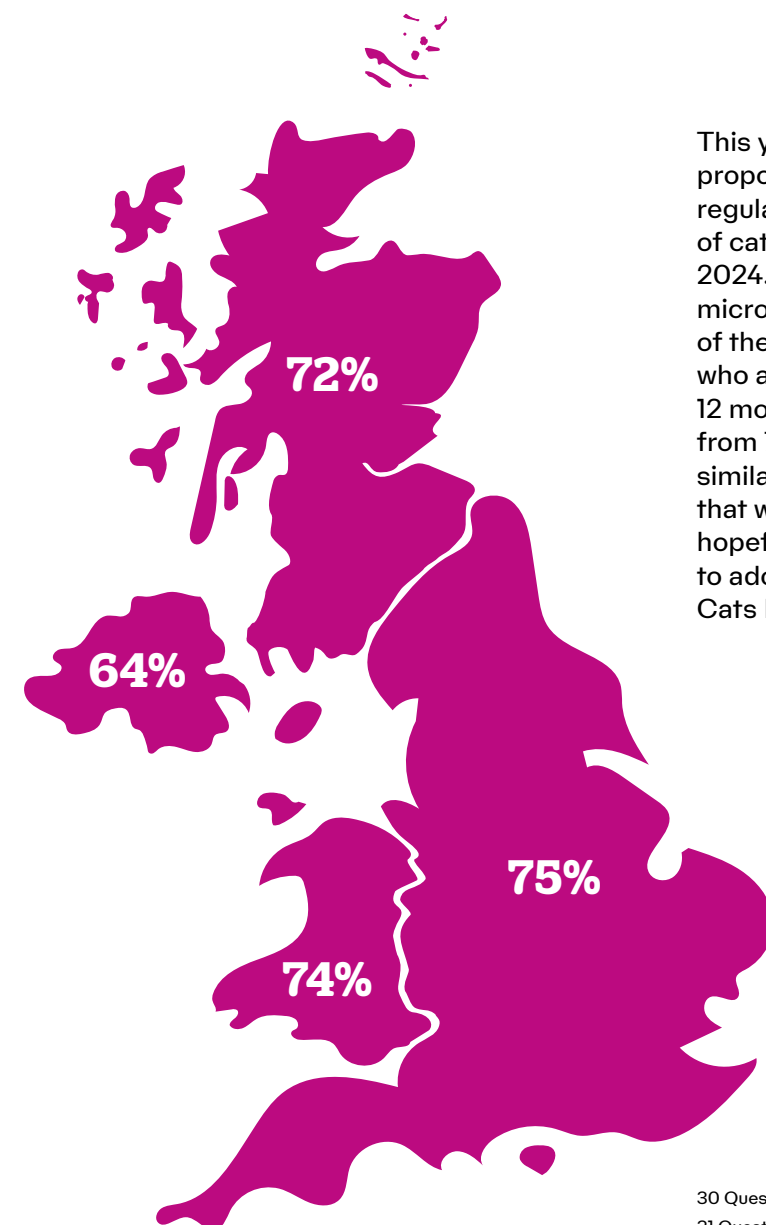 72%
64%
75%
74%
This y
propo
regula
of cat
2024.
micro
of the
who a
12 mo
from
simila
that w
hopef
to ado
Cats
30 Ques